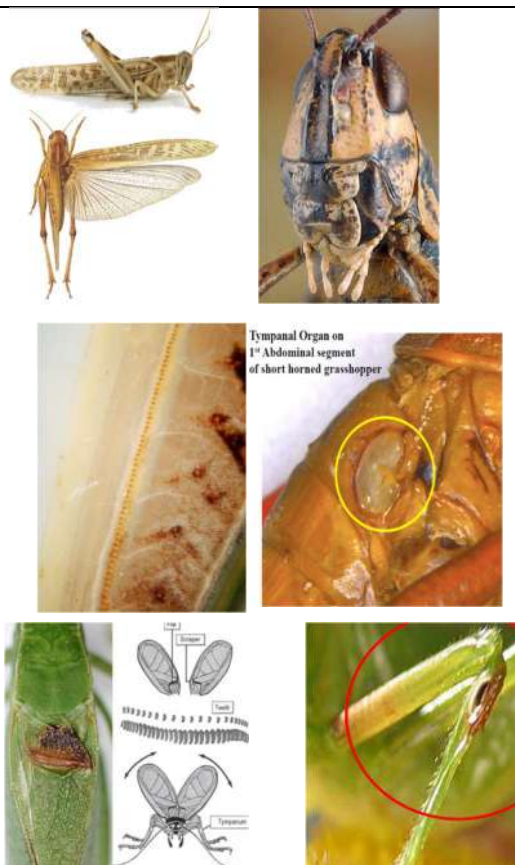 Tympanal Organ on
1st Abdominal segment
of short horned grasshopper
Scraper
Teeth
Tympanum